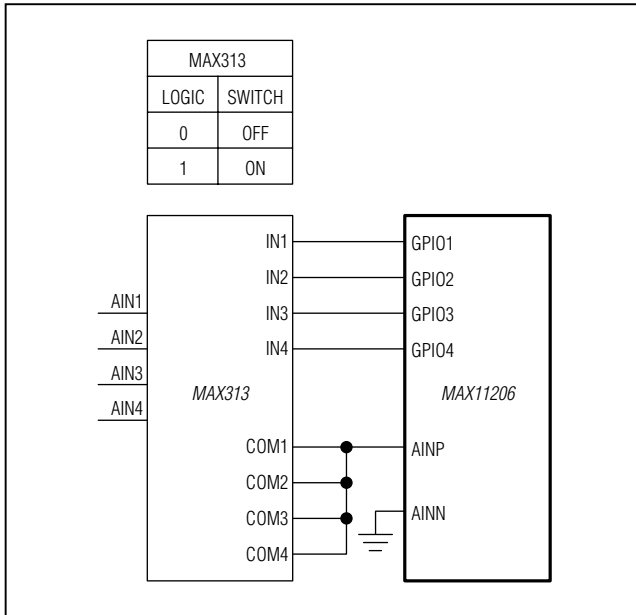 MAX313
LOGIC SWITCH
0 OFF
1 ON
IN1 GPIO1
IN2 GPIO2
AIN1 IN3 GPIO3
AIN2 IN4 GPIO4
AIN3
AIN4
MAX313 MAX11206
COM1 AINP
COM2
COM3 AINN
COM4